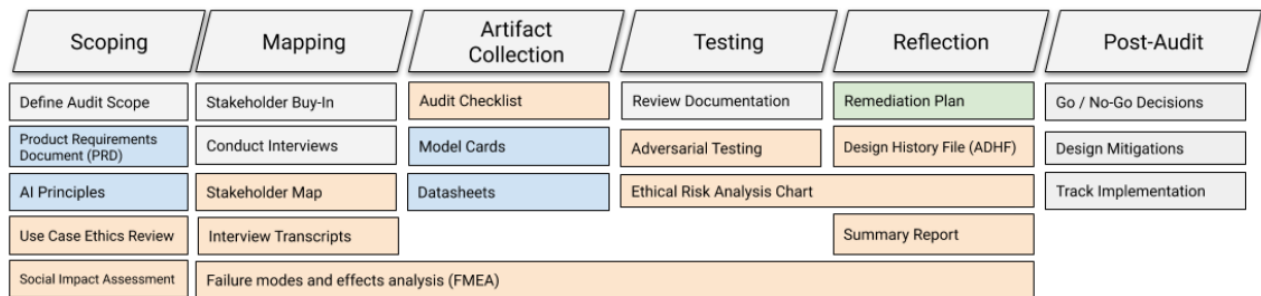 Scoping
Mapping
Artifact
Collection
Testing
Reflection
Post-Audit
Define Audit Scope
Stakeholder Buy-In
Audit Checklist
Review Documentation
Remediation Plan
Go / No-Go Decisions
Product Requirements
Document (PRD)
Conduct Interviews
Model Cards
Adversarial Testing
Design History File (ADHF)
Design Mitigations
AI Principles
Stakeholder Map
Datasheets
Ethical Risk Analysis Chart
Track Implementation
Use Case Ethics Review
Interview Transcripts
Summary Report
Social Impact Assessment
Failure modes and effects analysis (FMEA)